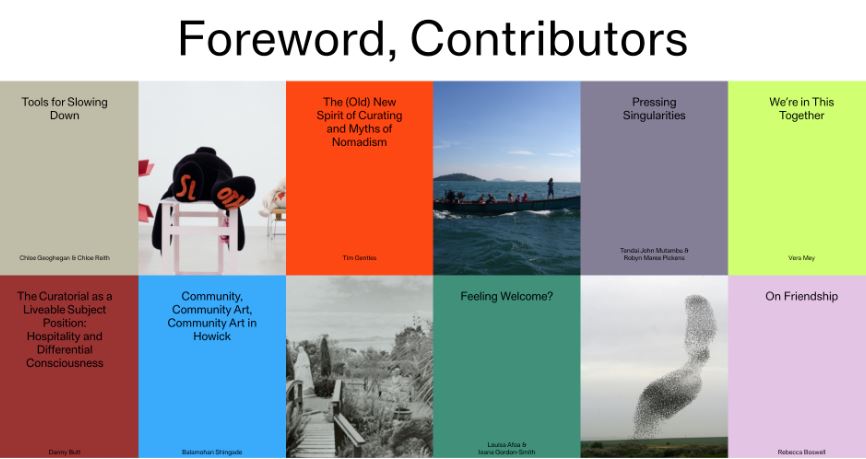 Foreword, Contributors
Tools for Slowing
Down
Chloe Geoghegan & Chloe Reith
SL
OTH
The (Old) New
Spirit of Curating
and Myths of
Nomadism
Tim Gentles
Pressing
Singularities
Tendai John Mutambu &
Robyn Maree Pickens
We're in This
Together
Vera Mey
The Curatorial as a
Liveable Subject
Position:
Hospitality and
Differential
Consciousness
Danny Butt
Community,
Community Art,
Community Art in
Howick
Balamohan Shingade
Feeling Welcome?
Louisa Afoa &
Ioana Gordon-Smith
On Friendship
Rebecca Boswell